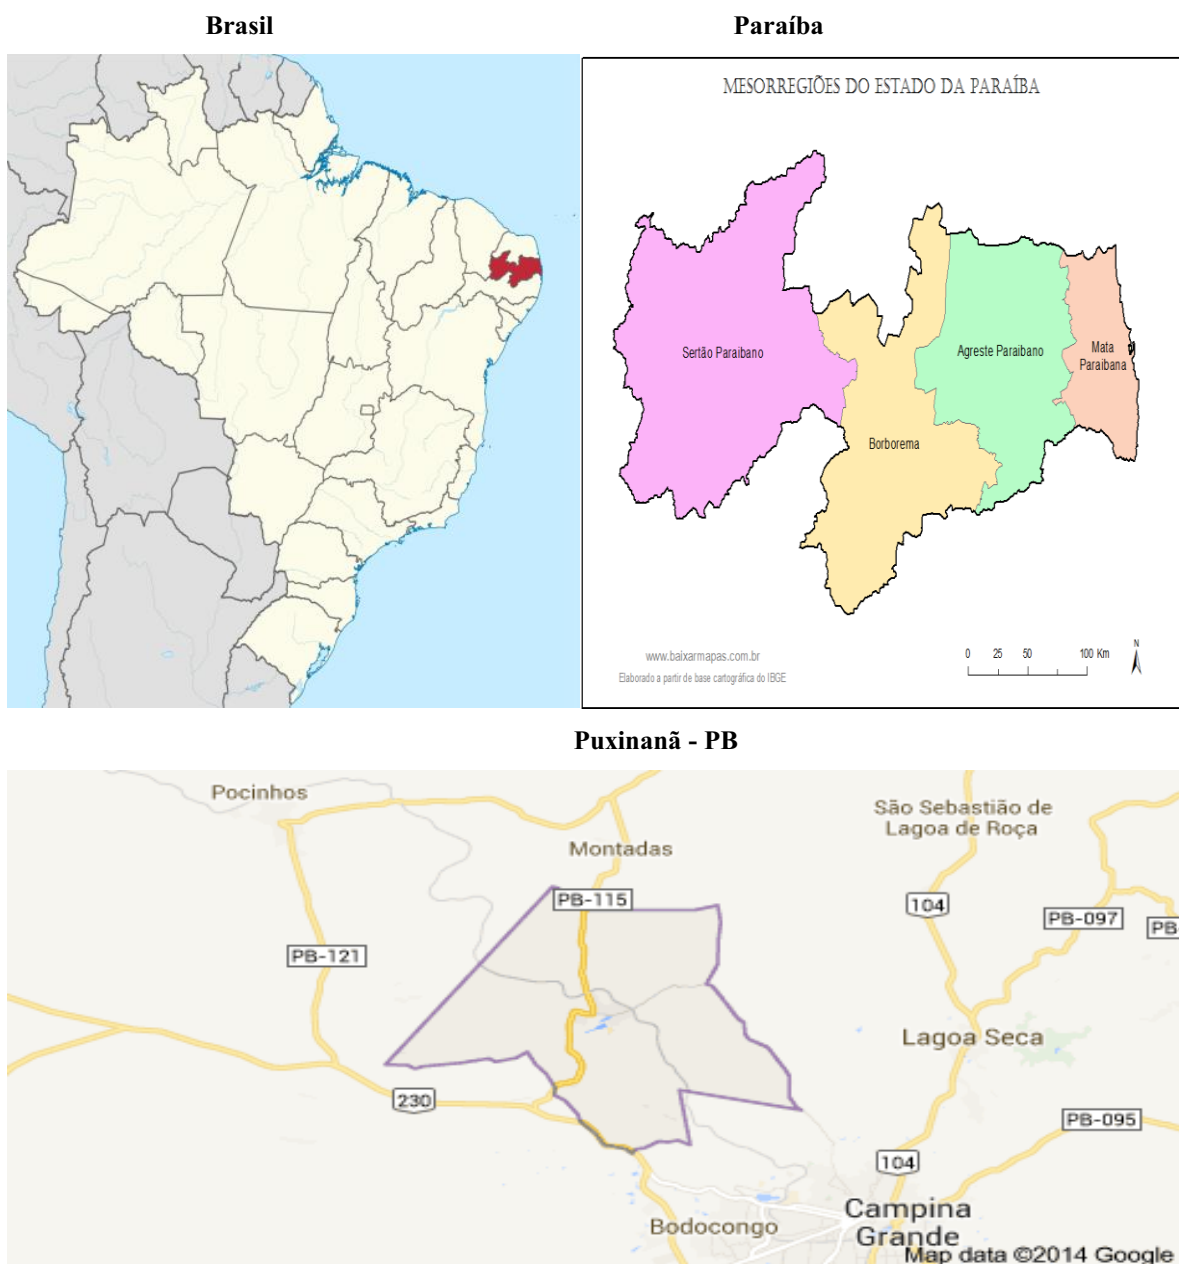 Brasil
Paraíba
MESORREGIÕES DO ESTADO DA PARAÍBA
Sertão Paraibano
Agreste Paraibano
Mata
Paraibana
Borborema
www.baixarmapas.com.br
Elaborado a partir de base cartográfica do IBGE
0 25 50 100 Km
N
Puxinanã - PB
Pocinhos
São Sebastião de
Lagoa de Roça
Montadas
PB-115
104
PB-097
PB-
PB-121
Lagoa Seca
230
PB-095
104
Campina
Grande
Bodocongo
Map data ©2014 Google